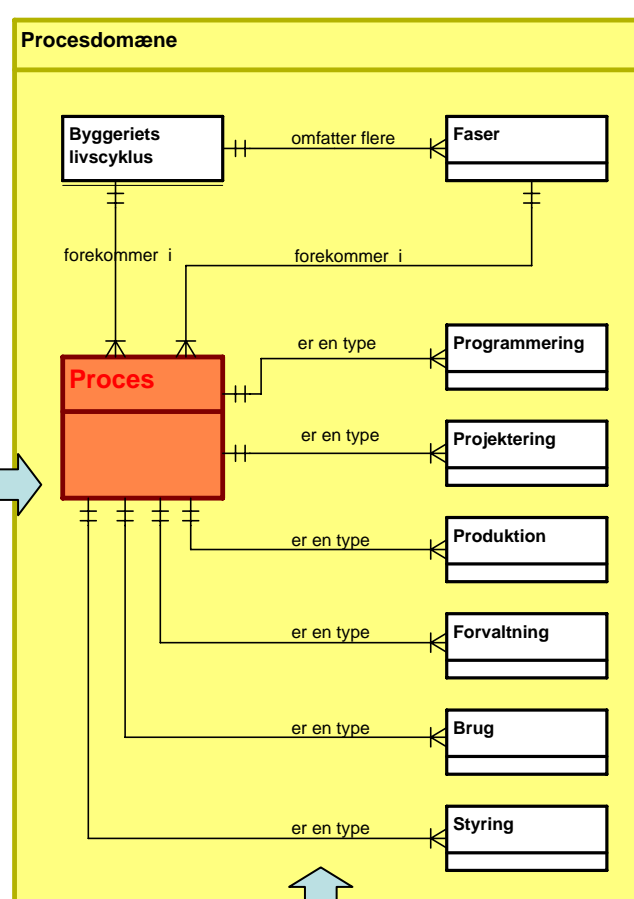 Procesdomæne
Byggeriets
livscyklus
omfatter flere
Faser
forekommer i
forekommer i
Proces
er en type
Programmering
er en type
Projektering
er en type
Produktion
er en type
Forvaltning
er en type
Brug
er en type
Styring